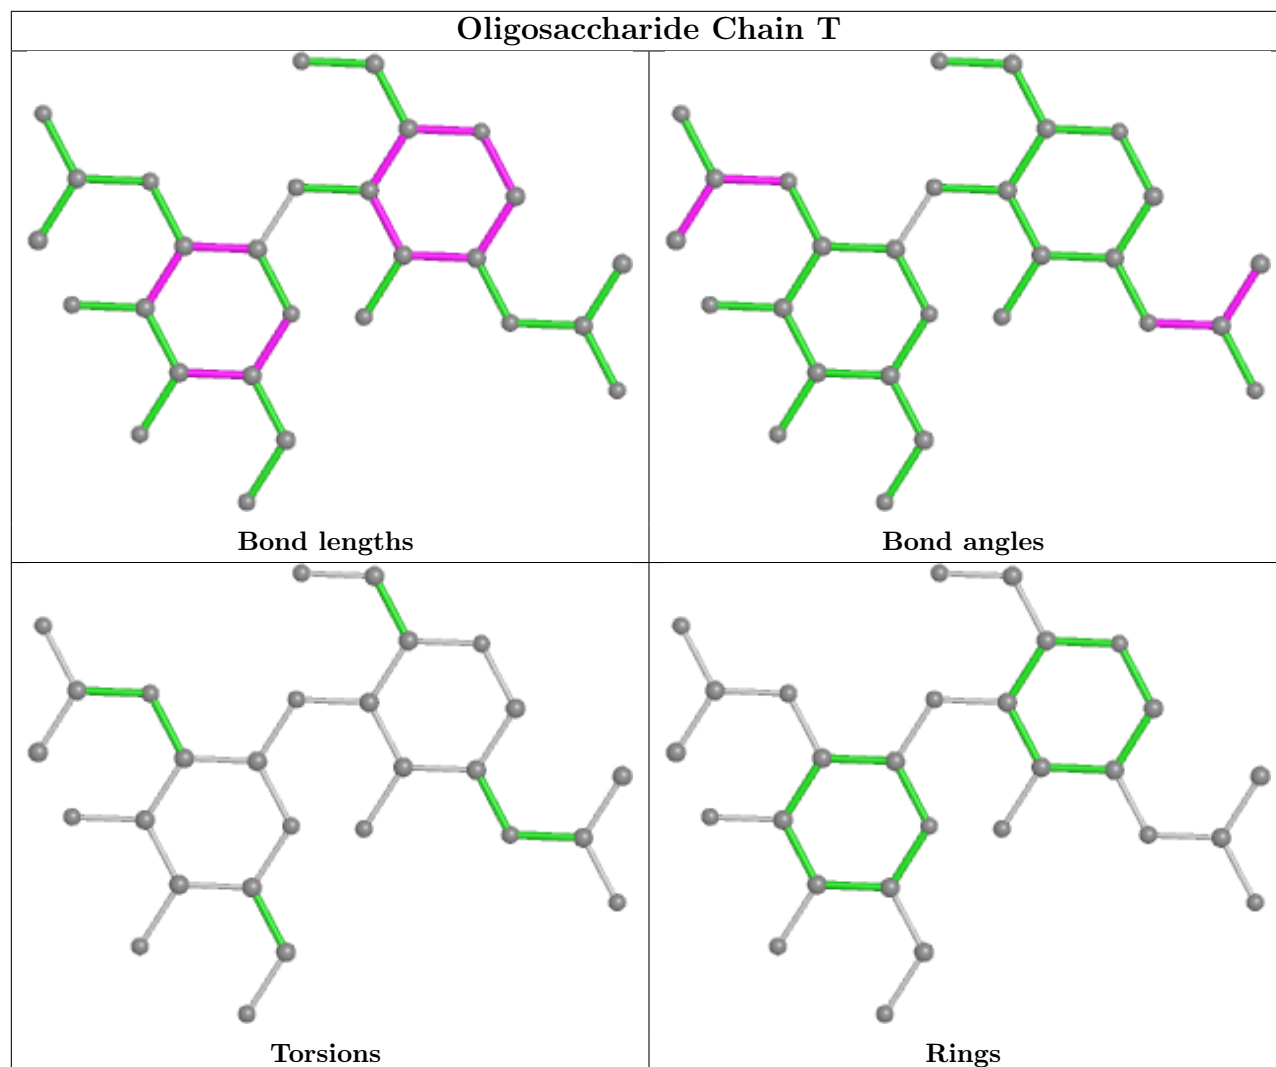 Oligosaccharide Chain T
Bond lengths
Bond angles
Torsions
Rings